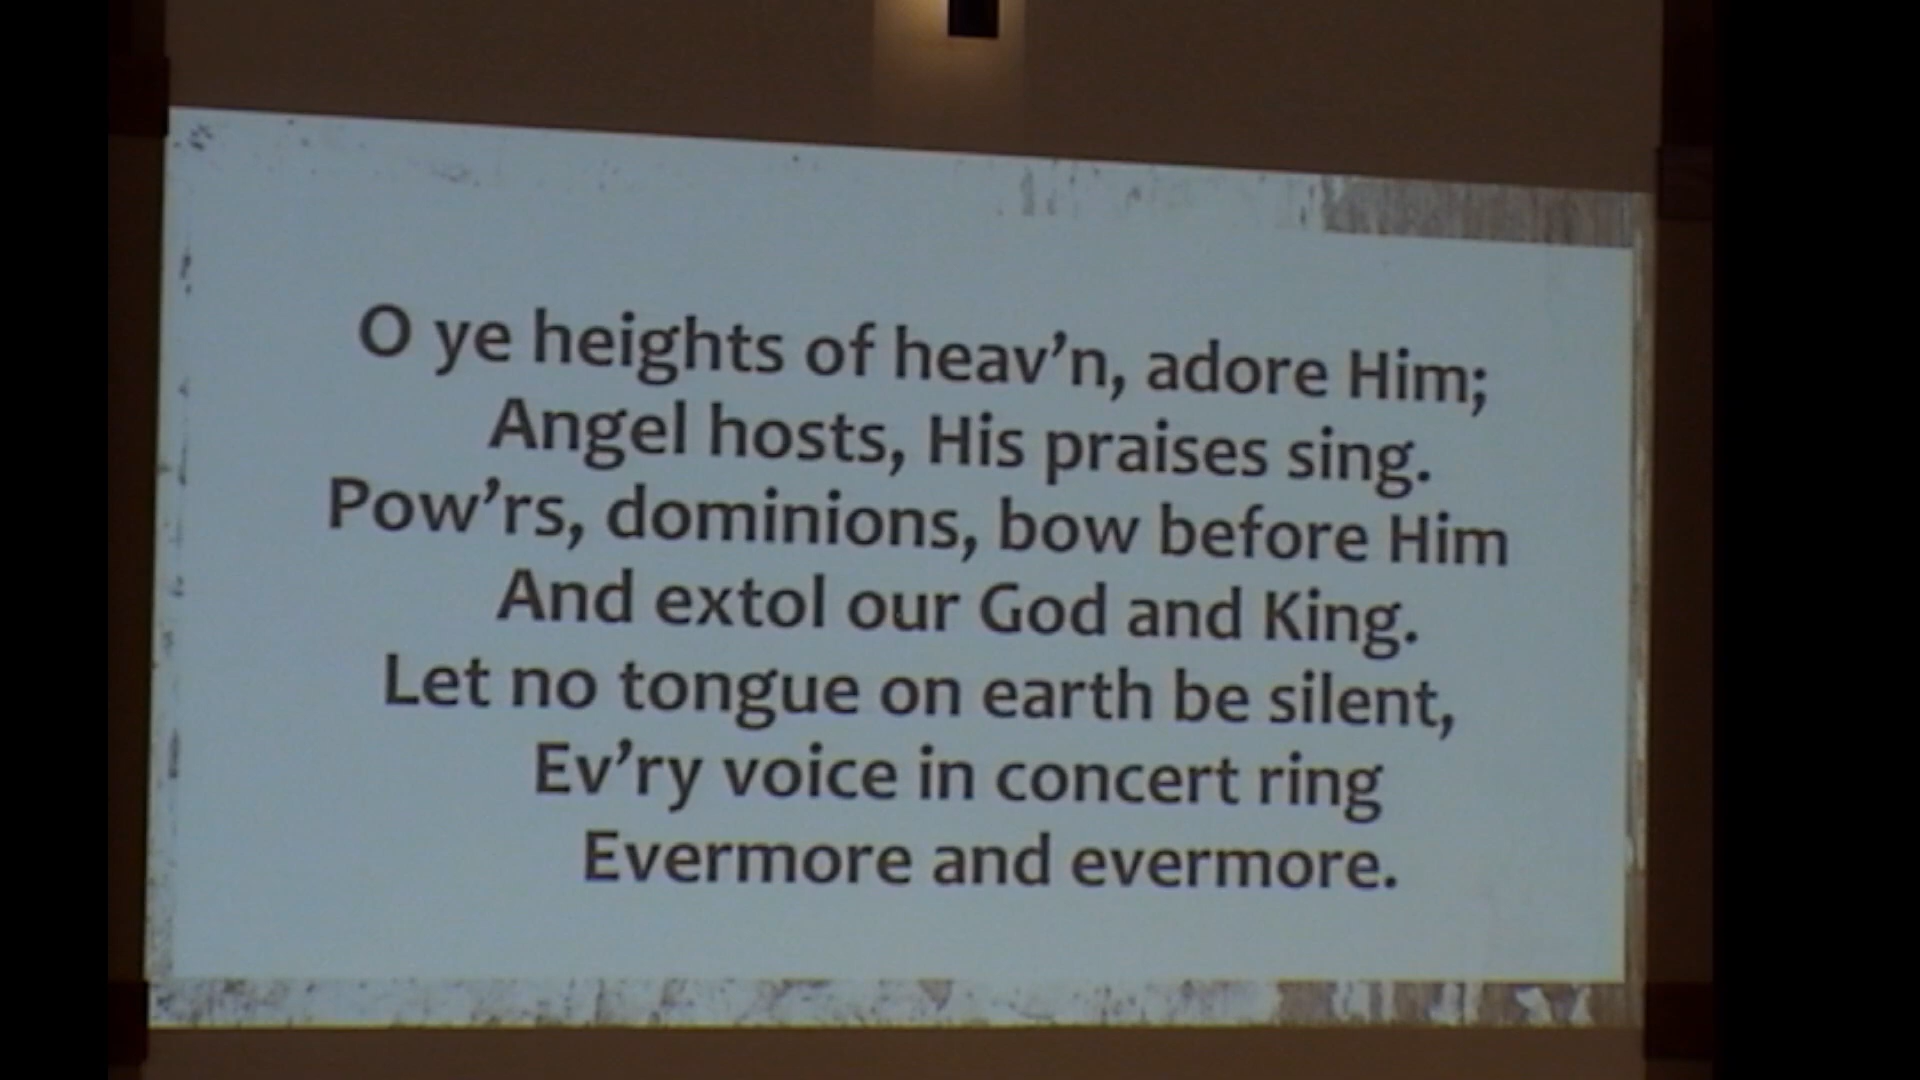 O ye heights of heav’n, adore Him;
Angel hosts, His praises sing.
Pow’rs, dominions, bow before Him
And extol our God and King.
Let no tongue on earth be silent,
Ev’ry voice in concert ring
Evermore and evermore.